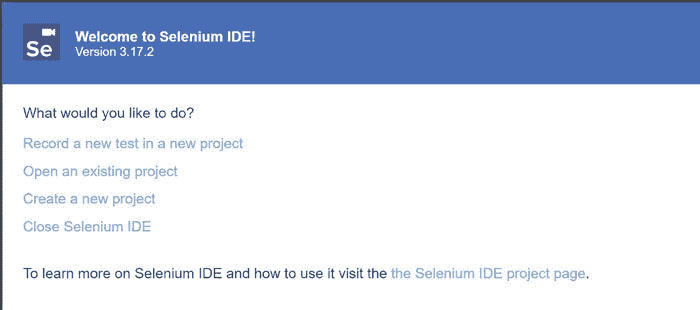 Se
Welcome to Selenium IDE!
Version 3.17.2
What would you like to do?
Record a new test in a new project
Open an existing project
Create a new project
Close Selenium IDE
To learn more on Selenium IDE and how to use it visit the the Selenium IDE project page.